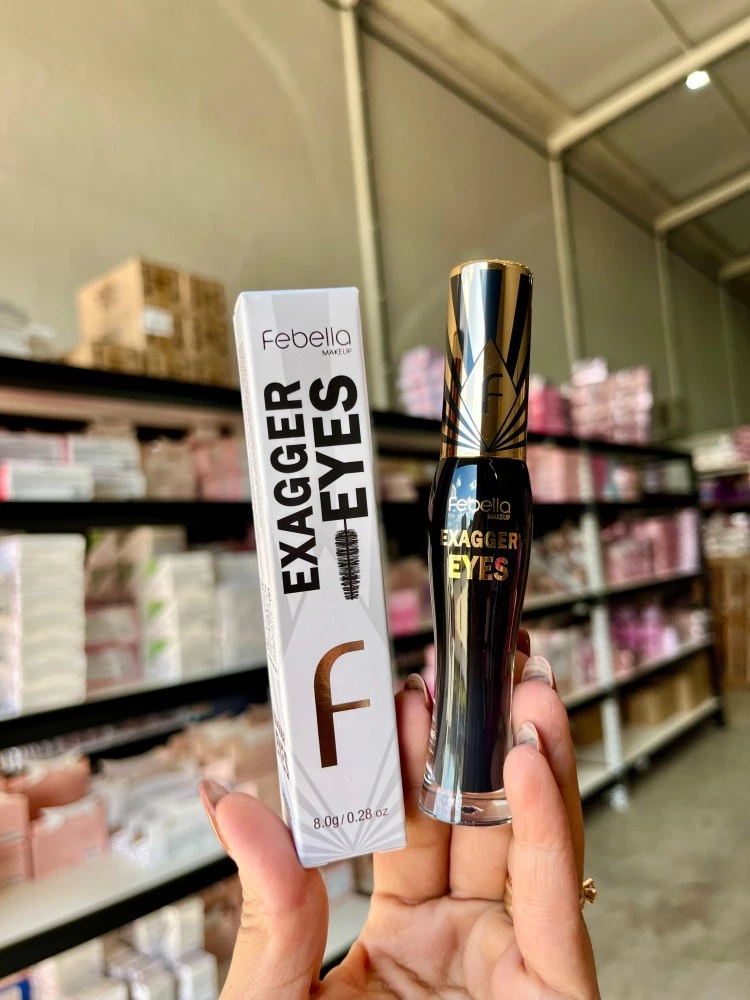 Febella
MAKEUP
EXAGGER
EYES
F
8.0g/0.28 oz
F
Febella
MAKEUP
EXAGGER
EYES